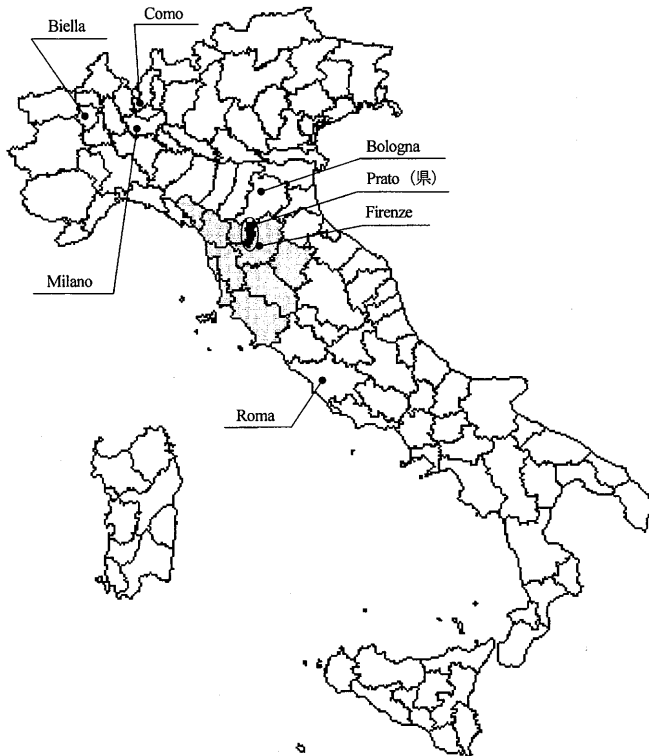 Como
Biella
Bologna
Prato（県）
Firenze
Milano
Roma